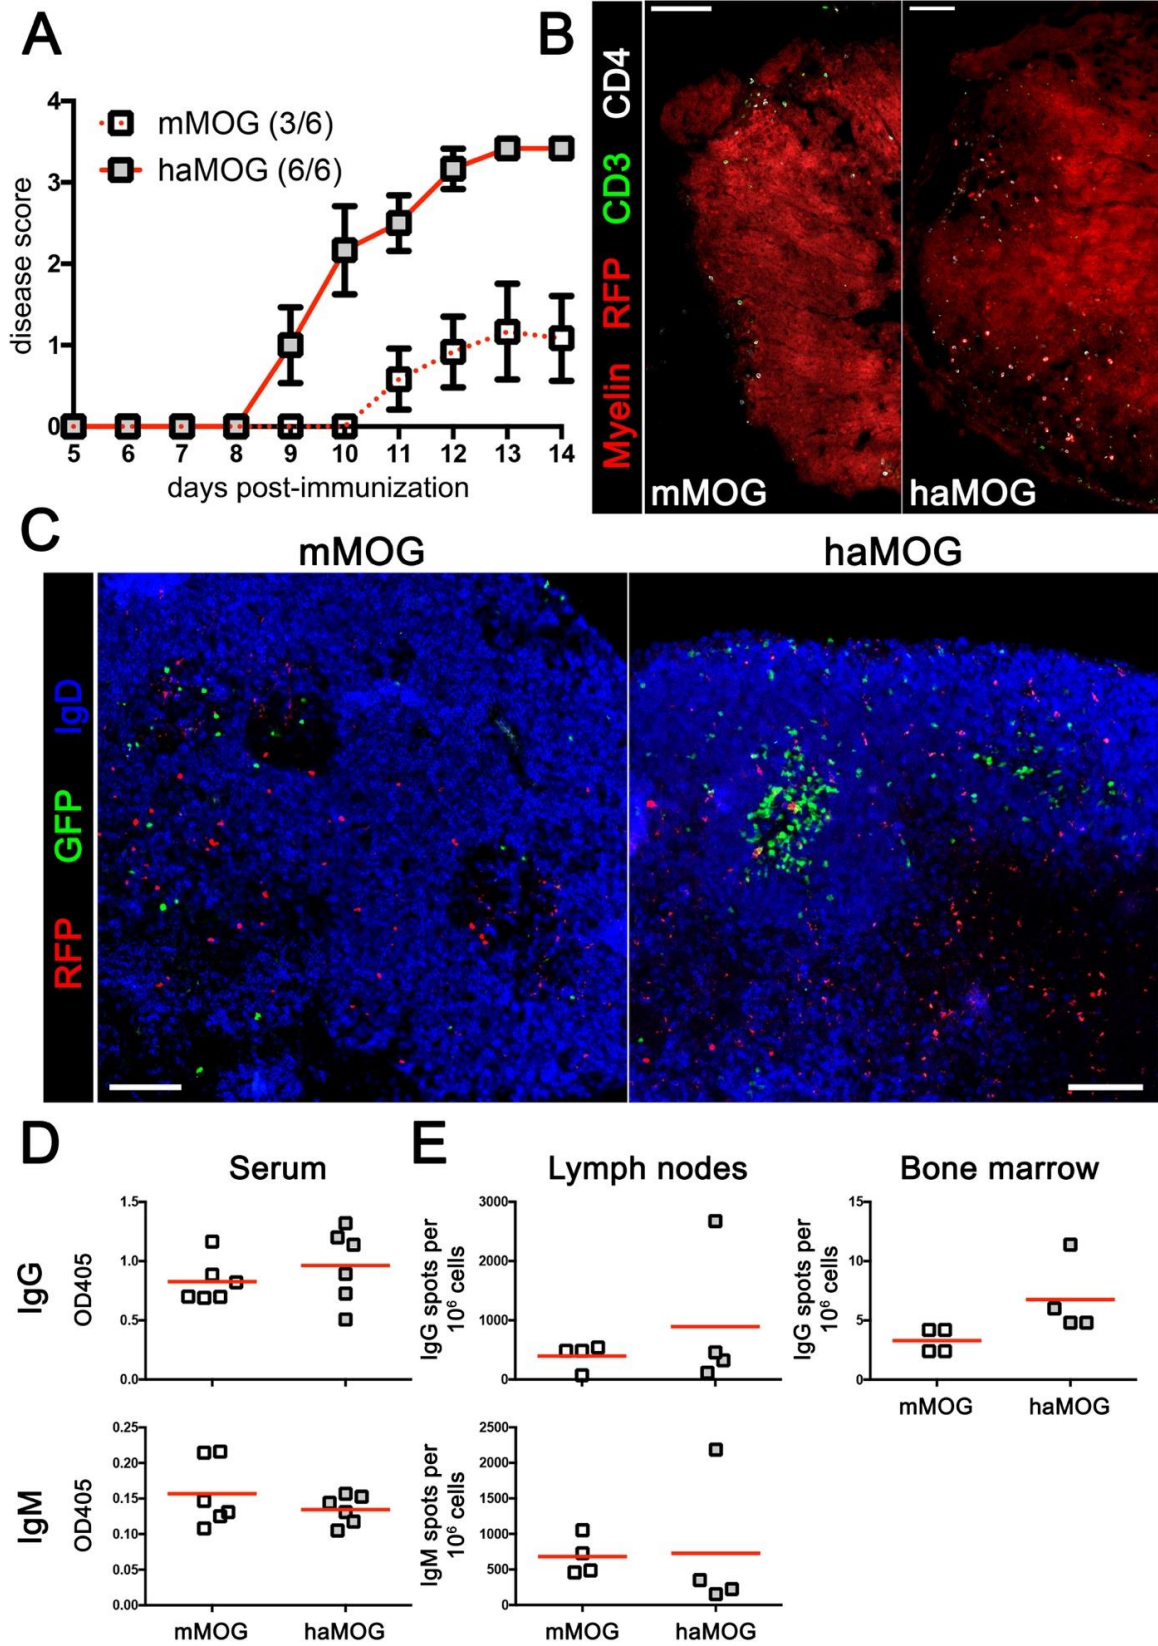 A
4
3
2
1
0
disease score
mMOG (3/6)
haMOG (6/6)
5 6 7 8 9 10 11 12 13 14
days post-immunization
B
Myelin RFP CD3 CD4
mMOG
haMOG
C
mMOG
haMOG
RFP GFP IgD
D
Serum
IgG
OD405
1.5
1.0
0.5
0.0
IgM
OD405
0.25
0.20
0.15
0.10
0.05
0.00
mMOG haMOG
E
Lymph nodes
IgG spots per
10⁶ cells
3000
2000
1000
0
IgM spots per
10⁶ cells
2500
2000
1500
1000
500
0
mMOG haMOG
Bone marrow
IgG spots per
10⁶ cells
15
10
5
0
mMOG haMOG